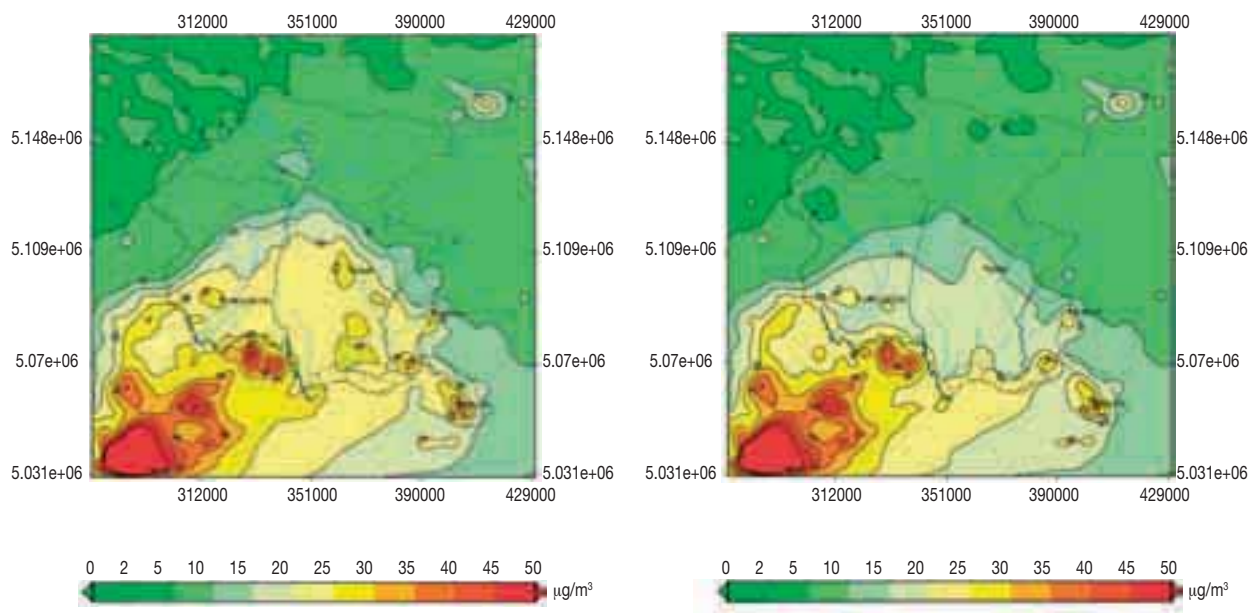 312000 351000 390000 429000
312000 351000 390000 429000
5.148e+06 5.148e+06 5.148e+06 5.148e+06
5.109e+06 5.109e+06 5.109e+06 5.109e+06
5.07e+06 5.07e+06 5.07e+06 5.07e+06
5.031e+06 5.031e+06 5.031e+06 5.031e+06
312000 351000 390000 429000
312000 351000 390000 429000
0 2 5 10 15 20 25 30 35 40 45 50
µg/m³
0 2 5 10 15 20 25 30 35 40 45 50
µg/m³